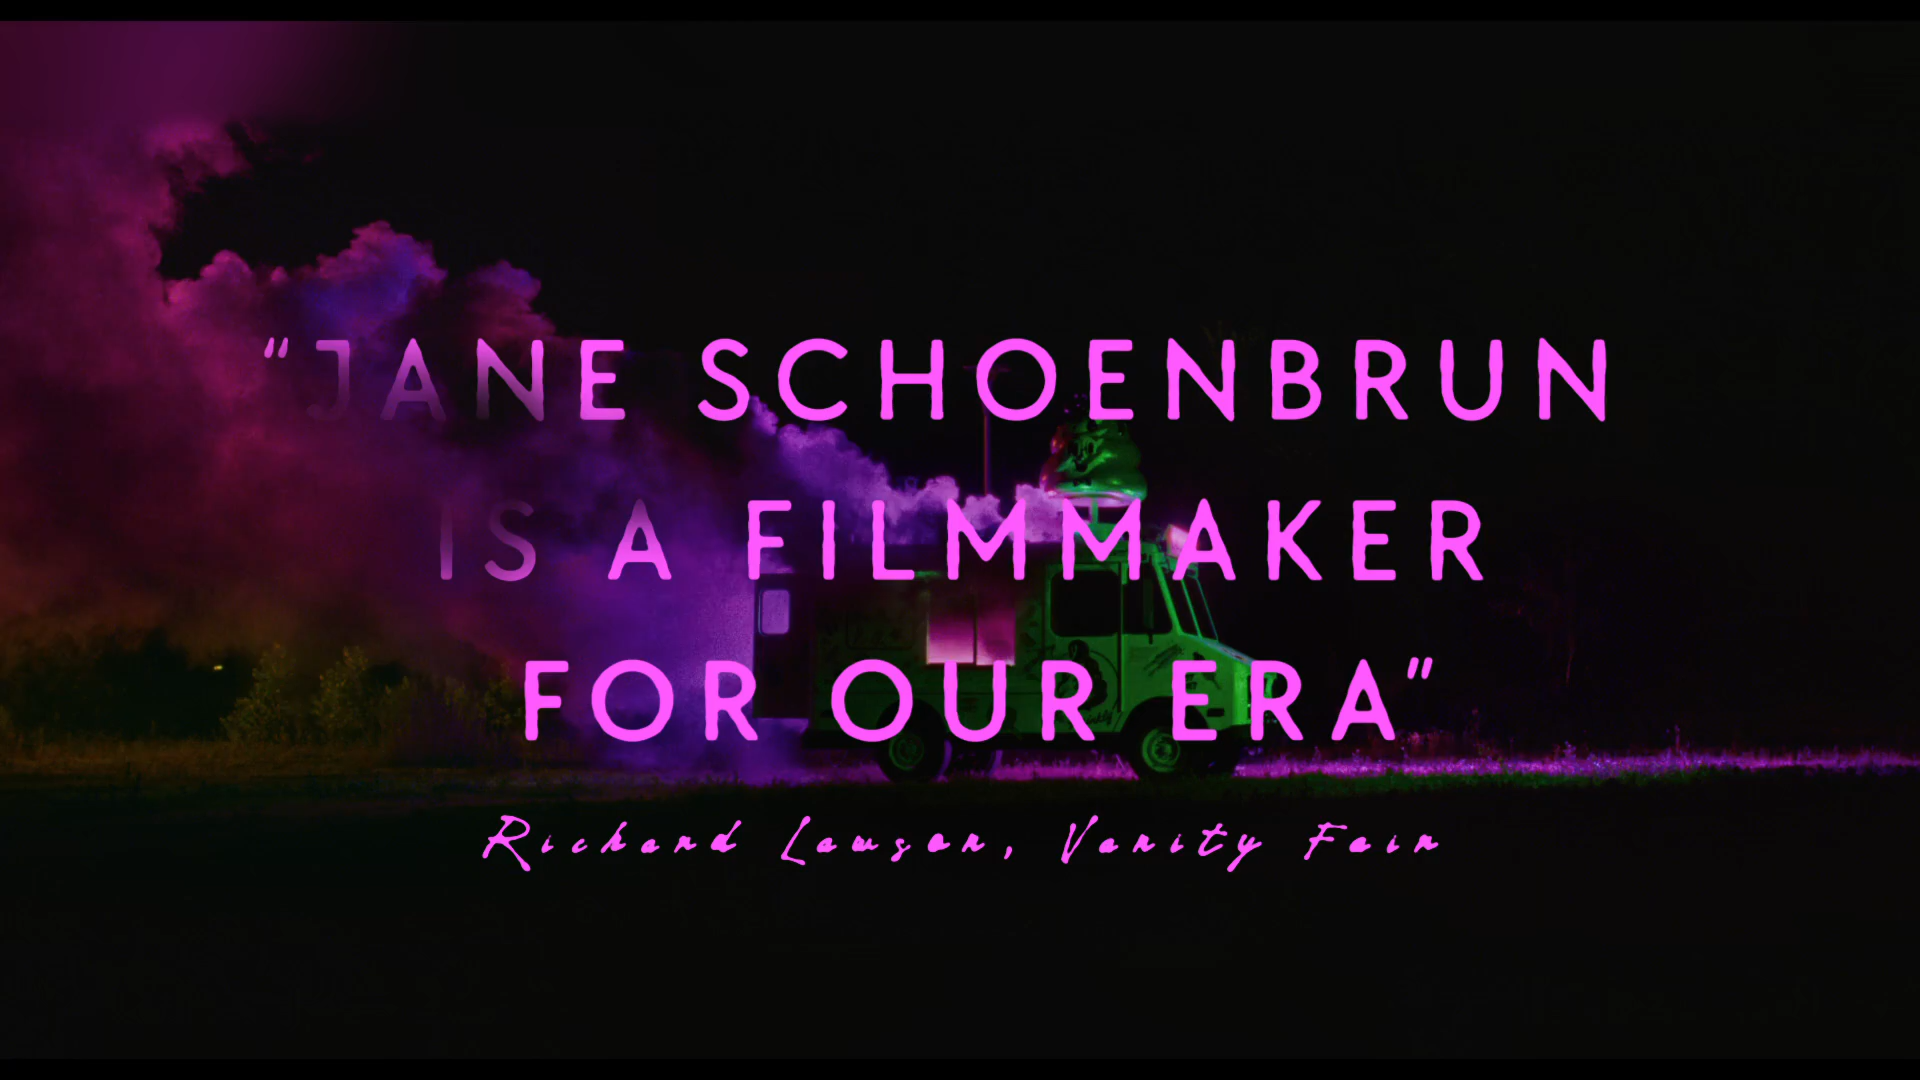 “JANE SCHOENBRUN
IS A FILMMAKER
FOR OUR ERA”
Richard Lawson, Vanity Fair